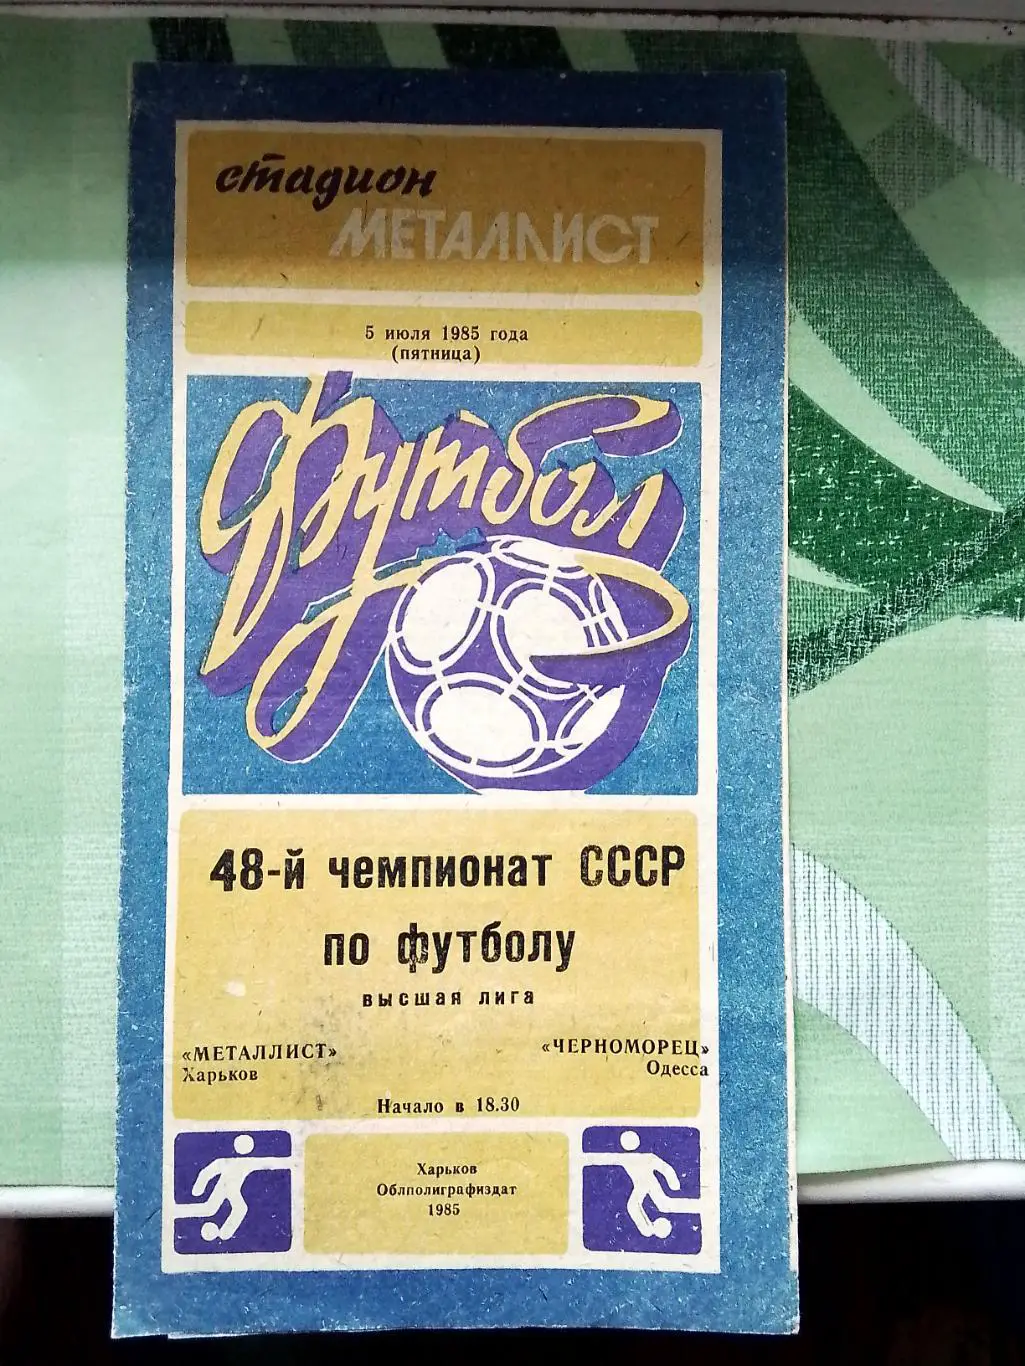 стадион
МЕТАЛЛИСТ
5 июля 1985 года
(пятница)
Футбол
48-й чемпионат СССР
по футболу
высшая лига
«МЕТАЛЛИСТ» «ЧЕРНОМОРЕЦ»
Харьков Одесса
Начало в 18.30
Харьков
Облполиграфиздат
1985